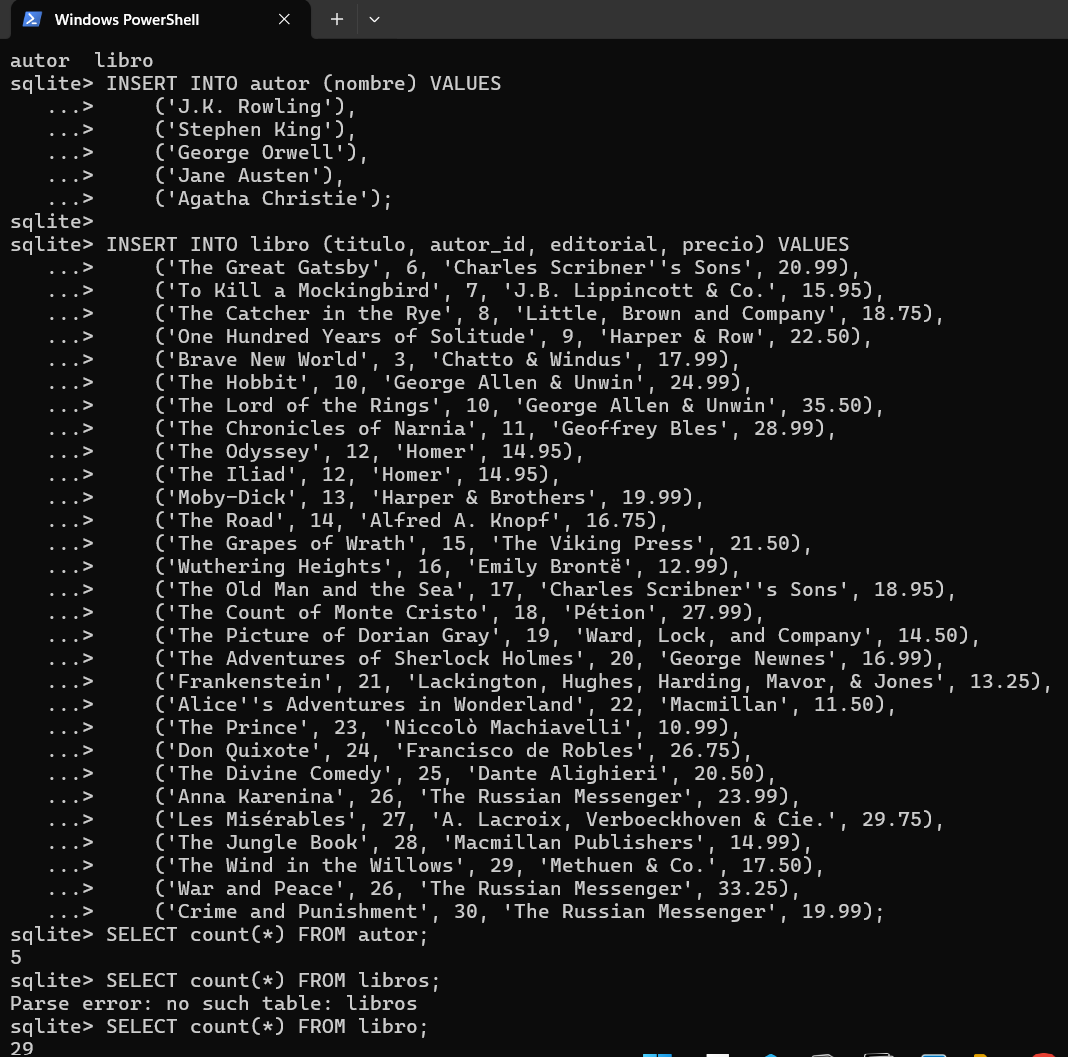 Windows PowerShell
autor  libro
sqlite> INSERT INTO autor (nombre) VALUES
   ...>     ('J.K. Rowling'),
   ...>     ('Stephen King'),
   ...>     ('George Orwell'),
   ...>     ('Jane Austen'),
   ...>     ('Agatha Christie');
sqlite>
sqlite> INSERT INTO libro (titulo, autor_id, editorial, precio) VALUES
   ...>     ('The Great Gatsby', 6, 'Charles Scribner''s Sons', 20.99),
   ...>     ('To Kill a Mockingbird', 7, 'J.B. Lippincott & Co.', 15.95),
   ...>     ('The Catcher in the Rye', 8, 'Little, Brown and Company', 18.75),
   ...>     ('One Hundred Years of Solitude', 9, 'Harper & Row', 22.50),
   ...>     ('Brave New World', 3, 'Chatto & Windus', 17.99),
   ...>     ('The Hobbit', 10, 'George Allen & Unwin', 24.99),
   ...>     ('The Lord of the Rings', 10, 'George Allen & Unwin', 35.50),
   ...>     ('The Chronicles of Narnia', 11, 'Geoffrey Bles', 28.99),
   ...>     ('The Odyssey', 12, 'Homer', 14.95),
   ...>     ('The Iliad', 12, 'Homer', 14.95),
   ...>     ('Moby-Dick', 13, 'Harper & Brothers', 19.99),
   ...>     ('The Road', 14, 'Alfred A. Knopf', 16.75),
   ...>     ('The Grapes of Wrath', 15, 'The Viking Press', 21.50),
   ...>     ('Wuthering Heights', 16, 'Emily Brontë', 12.99),
   ...>     ('The Old Man and the Sea', 17, 'Charles Scribner''s Sons', 18.95),
   ...>     ('The Count of Monte Cristo', 18, 'Pétion', 27.99),
   ...>     ('The Picture of Dorian Gray', 19, 'Ward, Lock, and Company', 14.50),
   ...>     ('The Adventures of Sherlock Holmes', 20, 'George Newnes', 16.99),
   ...>     ('Frankenstein', 21, 'Lackington, Hughes, Harding, Mavor, & Jones', 13.25),
   ...>     ('Alice''s Adventures in Wonderland', 22, 'Macmillan', 11.50),
   ...>     ('The Prince', 23, 'Niccolò Machiavelli', 10.99),
   ...>     ('Don Quixote', 24, 'Francisco de Robles', 26.75),
   ...>     ('The Divine Comedy', 25, 'Dante Alighieri', 20.50),
   ...>     ('Anna Karenina', 26, 'The Russian Messenger', 23.99),
   ...>     ('Les Misérables', 27, 'A. Lacroix, Verboeckhoven & Cie.', 29.75),
   ...>     ('The Jungle Book', 28, 'Macmillan Publishers', 14.99),
   ...>     ('The Wind in the Willows', 29, 'Methuen & Co.', 17.50),
   ...>     ('War and Peace', 26, 'The Russian Messenger', 33.25),
   ...>     ('Crime and Punishment', 30, 'The Russian Messenger', 19.99);
sqlite> SELECT count(*) FROM autor;
5
sqlite> SELECT count(*) FROM libros;
Parse error: no such table: libros
sqlite> SELECT count(*) FROM libro;
29